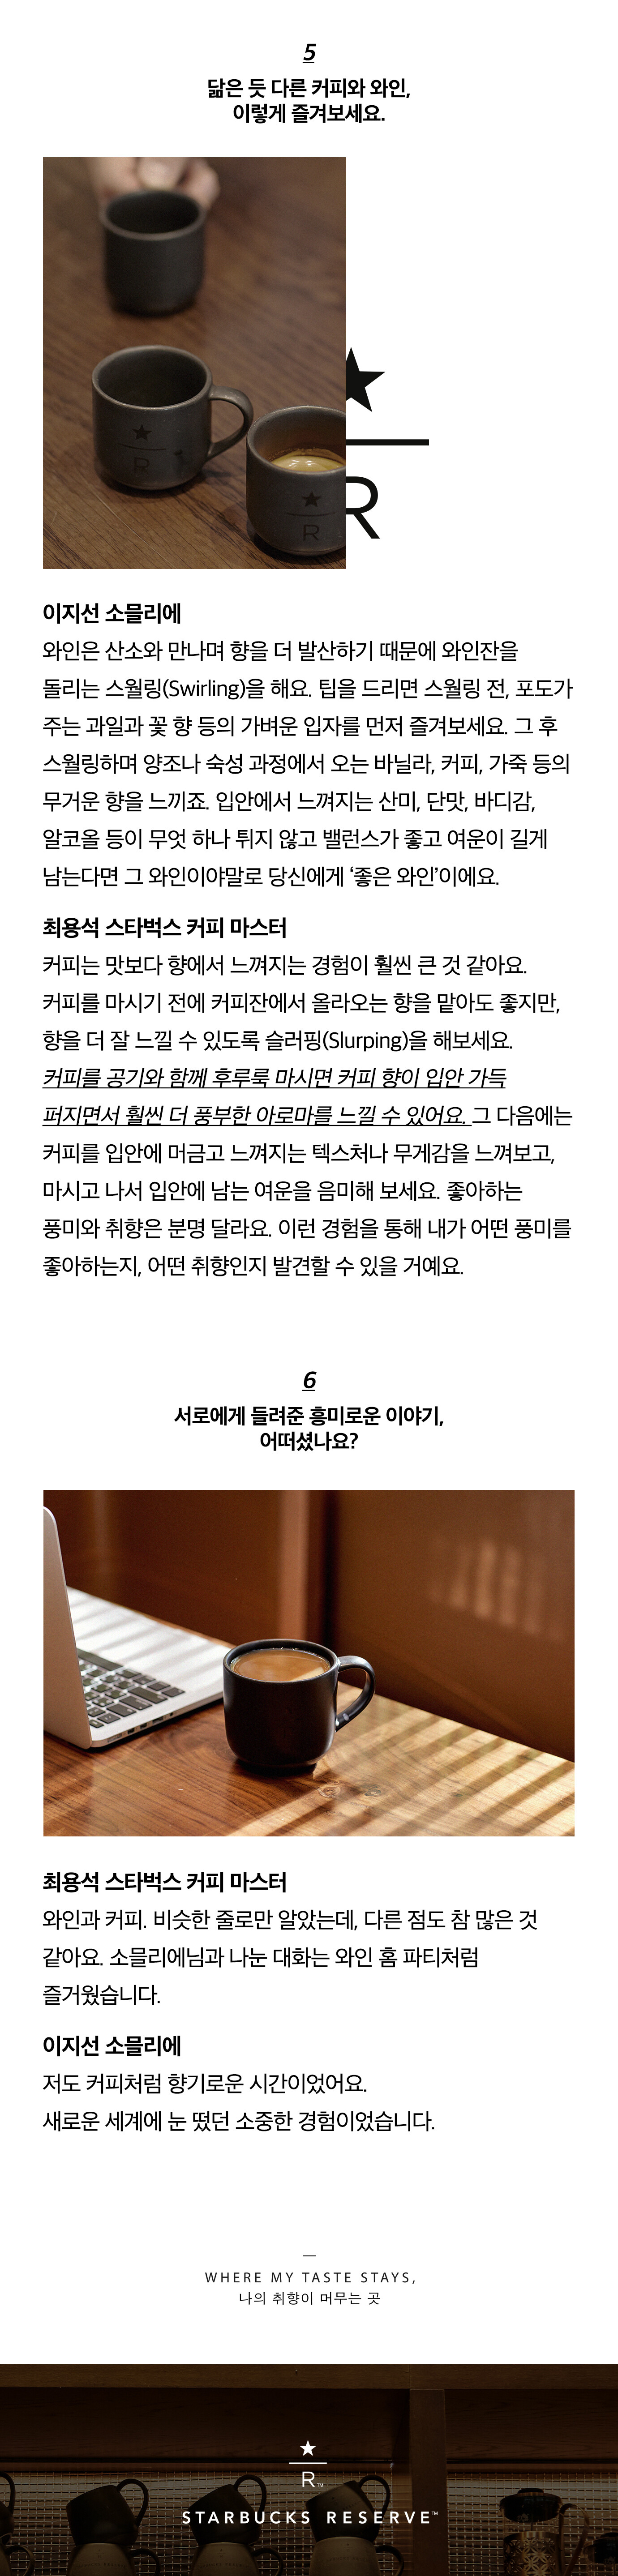 5
닮은 듯 다른 커피와 와인,
이렇게 즐겨보세요.
R
R
R
이지선 소믈리에
와인은 산소와 만나며 향을 더 발산하기 때문에 와인잔을
돌리는 스월링(Swirling)을 해요. 팁을 드리면 스월링 전, 포도가
주는 과일과 꽃 향 등의 가벼운 입자를 먼저 즐겨보세요. 그 후
스월링하며 양조나 숙성 과정에서 오는 바닐라, 커피, 가죽 등의
무거운 향을 느끼죠. 입안에서 느껴지는 산미, 단맛, 바디감,
알코올 등이 무엇 하나 튀지 않고 밸런스가 좋고 여운이 길게
남는다면 그 와인이야말로 당신에게 ‘좋은 와인’이에요.
최용석 스타벅스 커피 마스터
커피는 맛보다 향에서 느껴지는 경험이 훨씬 큰 것 같아요.
커피를 마시기 전에 커피잔에서 올라오는 향을 맡아도 좋지만,
향을 더 잘 느낄 수 있도록 슬러핑(Slurping)을 해보세요.
커피를 공기와 함께 후루룩 마시면 커피 향이 입안 가득
퍼지면서 훨씬 더 풍부한 아로마를 느낄 수 있어요. 그 다음에는
커피를 입안에 머금고 느껴지는 텍스처나 무게감을 느껴보고,
마시고 나서 입안에 남는 여운을 음미해 보세요. 좋아하는
풍미와 취향은 분명 달라요. 이런 경험을 통해 내가 어떤 풍미를
좋아하는지, 어떤 취향인지 발견할 수 있을 거예요.
6
서로에게 들려준 흥미로운 이야기,
어떠셨나요?
최용석 스타벅스 커피 마스터
와인과 커피. 비슷한 줄로만 알았는데, 다른 점도 참 많은 것
같아요. 소믈리에님과 나눈 대화는 와인 홈 파티처럼
즐거웠습니다.
이지선 소믈리에
저도 커피처럼 향기로운 시간이었어요.
새로운 세계에 눈 떴던 소중한 경험이었습니다.
—
WHERE MY TASTE STAYS,
나의 취향이 머무는 곳
R™
STARBUCKS RESERVE™